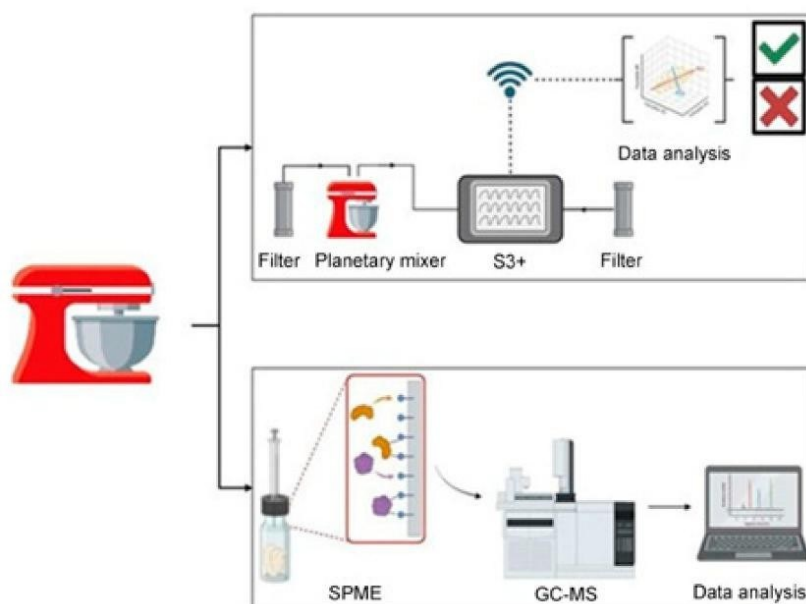 Data analysis
Filter Planetary mixer S3+ Filter
SPME GC-MS Data analysis